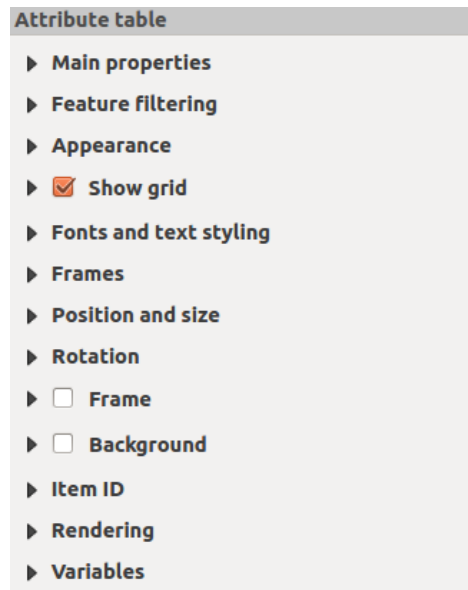 Attribute table
Main properties
Feature filtering
Appearance
Show grid
Fonts and text styling
Frames
Position and size
Rotation
Frame
Background
Item ID
Rendering
Variables